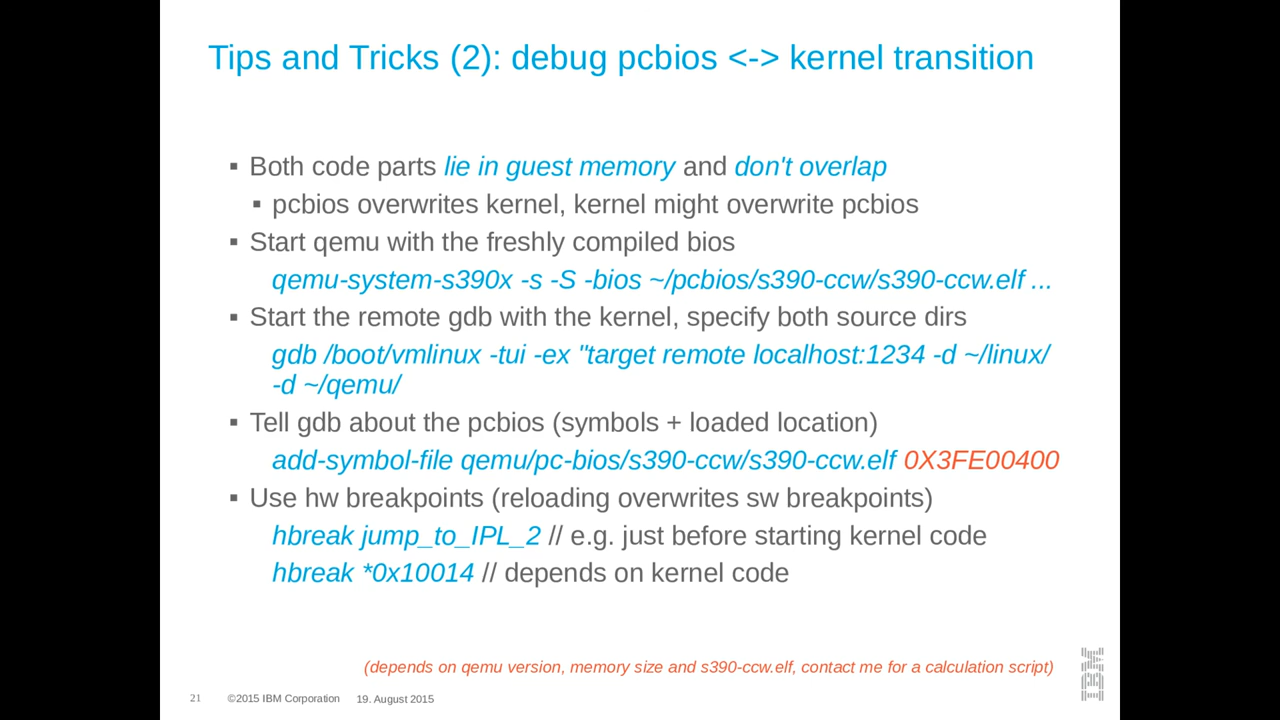 Tips and Tricks (2): debug pcbios <-> kernel transition
▪ Both code parts lie in guest memory and don't overlap
▪ pcbios overwrites kernel, kernel might overwrite pcbios
▪ Start qemu with the freshly compiled bios
qemu-system-s390x -s -S -bios ~/pcbios/s390-ccw/s390-ccw.elf ...
▪ Start the remote gdb with the kernel, specify both source dirs
gdb /boot/vmlinux -tui -ex "target remote localhost:1234 -d ~/linux/
-d ~/qemu/
▪ Tell gdb about the pcbios (symbols + loaded location)
add-symbol-file qemu/pc-bios/s390-ccw/s390-ccw.elf 0X3FE00400
▪ Use hw breakpoints (reloading overwrites sw breakpoints)
hbreak jump_to_IPL_2 // e.g. just before starting kernel code
hbreak *0x10014 // depends on kernel code
(depends on qemu version, memory size and s390-ccw.elf, contact me for a calculation script)
IBM
21 ©2015 IBM Corporation 19. August 2015